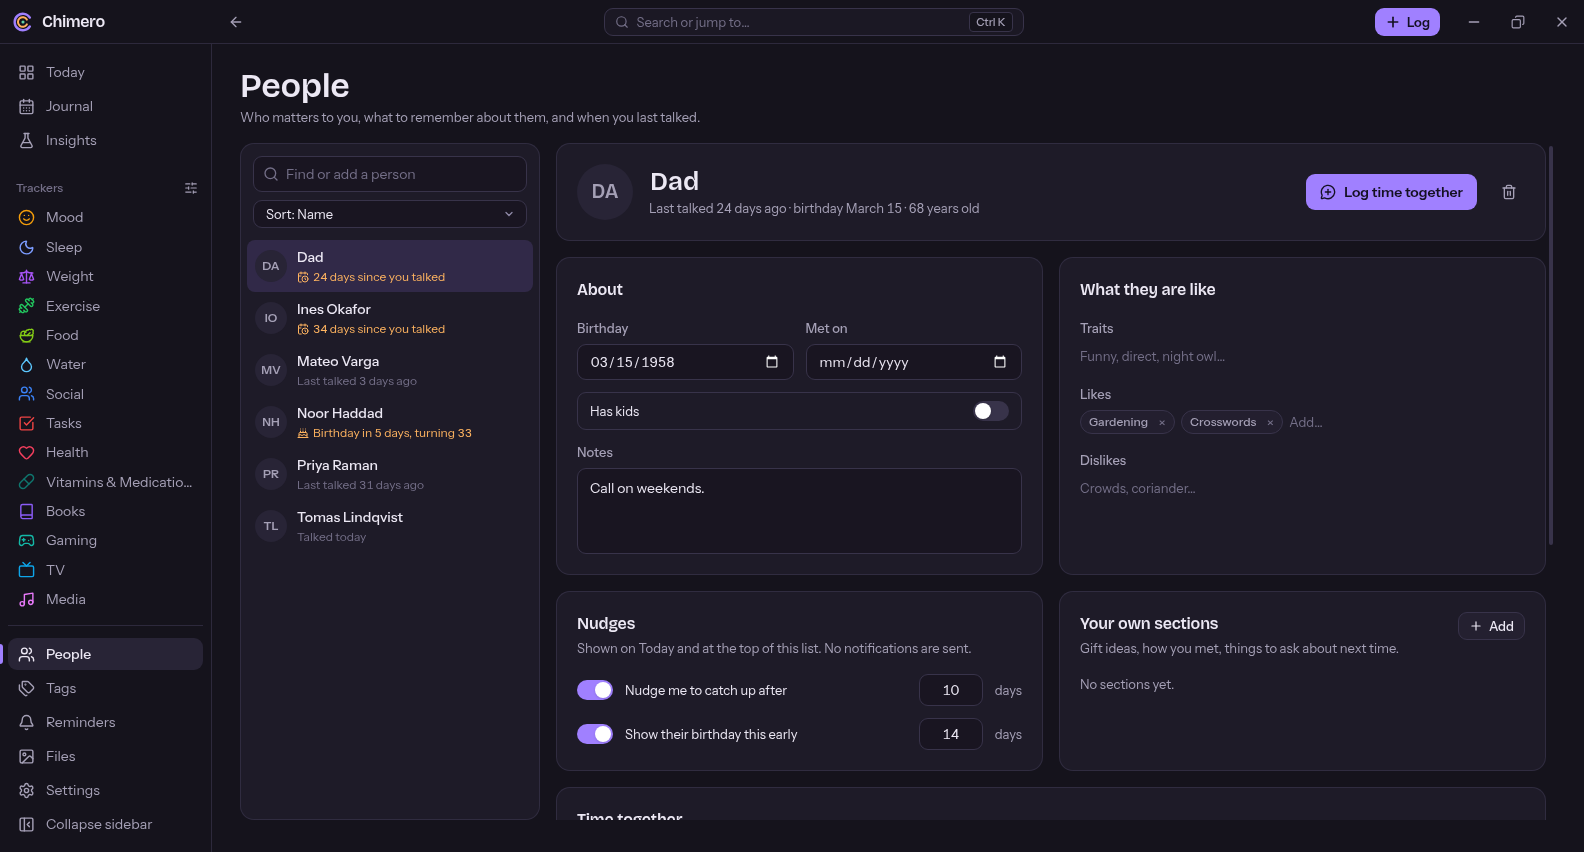 Chimero
Search or jump to...
Ctrl K
Log
Today
Journal
Insights
Trackers
Mood
Sleep
Weight
Exercise
Food
Water
Social
Tasks
Health
Vitamins & Medicatio...
Books
Gaming
TV
Media
People
Tags
Reminders
Files
Settings
Collapse sidebar
People
Who matters to you, what to remember about them, and when you last talked.
Find or add a person
Sort: Name
DA
Dad
24 days since you talked
IO
Ines Okafor
34 days since you talked
MV
Mateo Varga
Last talked 3 days ago
NH
Noor Haddad
Birthday in 5 days, turning 33
PR
Priya Raman
Last talked 31 days ago
TL
Tomas Lindqvist
Talked today
DA
Dad
Last talked 24 days ago · birthday March 15 · 68 years old
Log time together
About
Birthday
Met on
03/15/1958
mm/dd/yyyy
Has kids
Notes
Call on weekends.
What they are like
Traits
Funny, direct, night owl...
Likes
Gardening ×
Crosswords ×
Add...
Dislikes
Crowds, coriander...
Nudges
Shown on Today and at the top of this list. No notifications are sent.
Nudge me to catch up after
10
days
Show their birthday this early
14
days
Your own sections
Add
Gift ideas, how you met, things to ask about next time.
No sections yet.
Time together